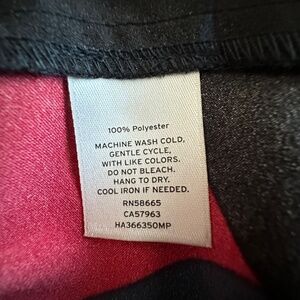 100% Polyester
MACHINE WASH COLD,
GENTLE CYCLE,
WITH LIKE COLORS.
DO NOT BLEACH.
HANG TO DRY.
COOL IRON IF NEEDED.
RN58665
CA57963
HA366350MP